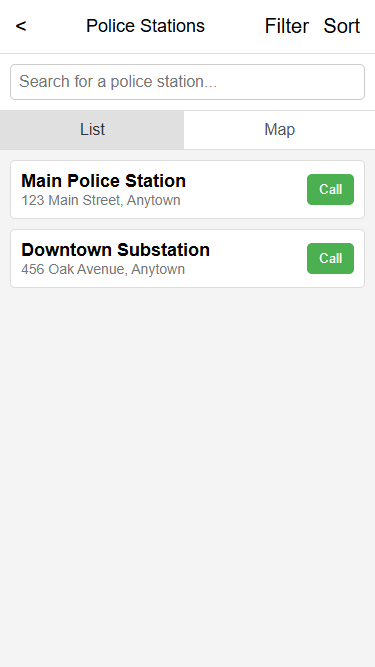 < Police Stations Filter Sort
Search for a police station...
List Map
Main Police Station
123 Main Street, Anytown
Call
Downtown Substation
456 Oak Avenue, Anytown
Call